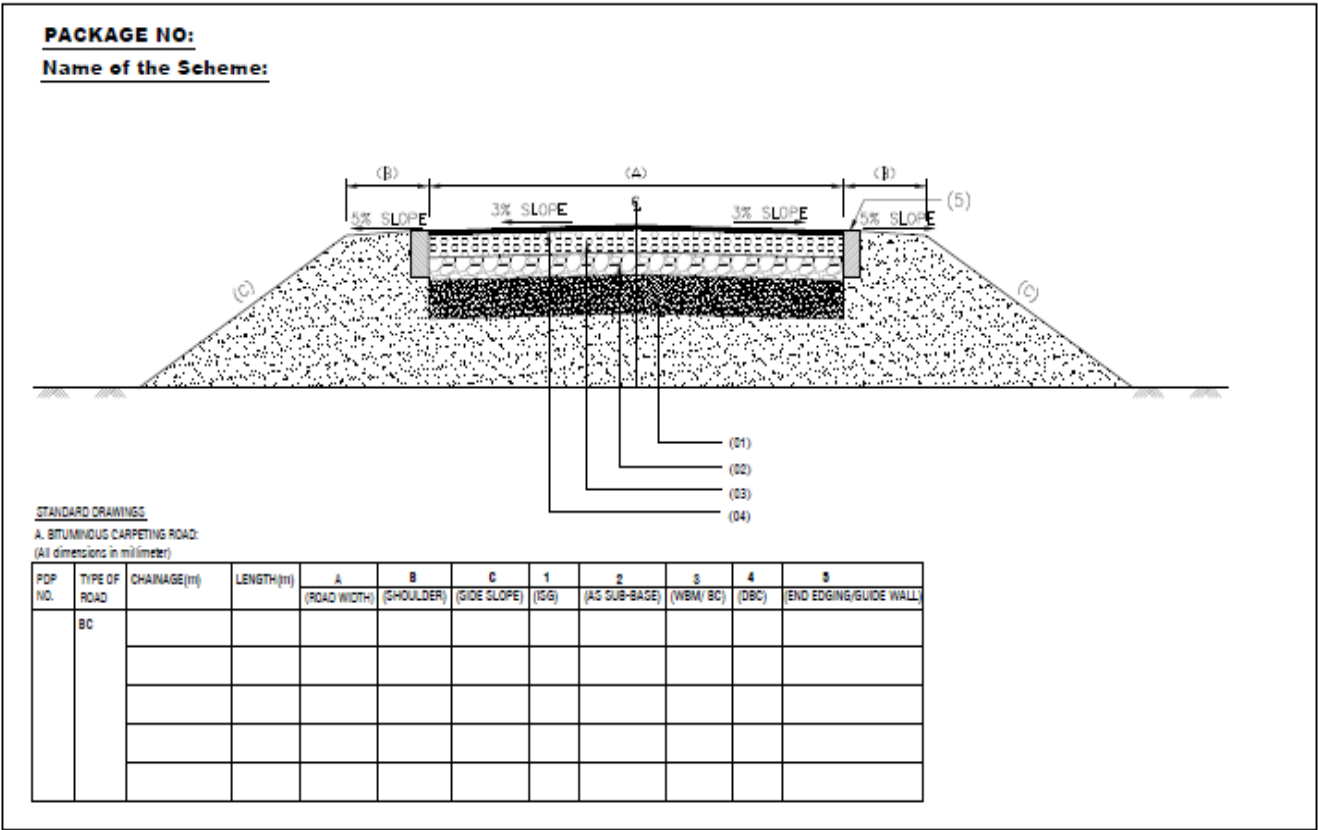 PACKAGE NO:
Name of the Scheme:
(B) (A) (B)
5% SLOPE 3% SLOPE ℄ 3% SLOPE 5% SLOPE (5)
(C) (C)
(01)
(02)
(03)
(04)
STANDARD DRAWINGS
A. BITUMINOUS CARPETING ROAD:
(All dimensions in millimeter)
PDP NO. TYPE OF ROAD CHAINAGE(m) LENGTH(m) A (ROAD WIDTH) B (SHOULDER) C (SIDE SLOPE) 1 (ISG) 2 (AS SUB-BASE) 3 (WBM/ BC) 4 (DBC) 5 (END EDGING/GUIDE WALL)
BC